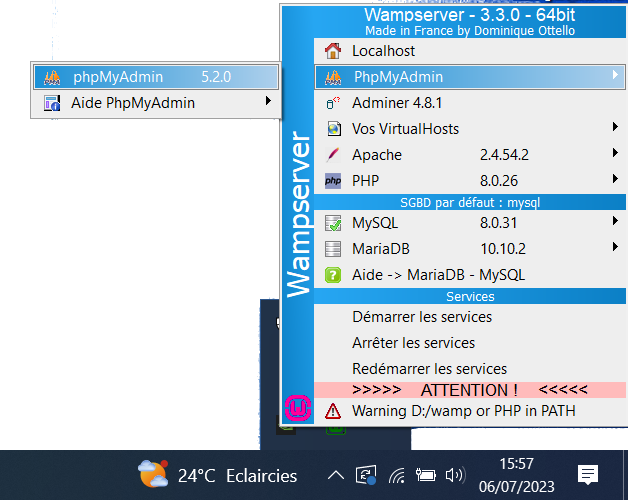 Wampserver - 3.3.0 - 64bit
Made in France by Dominique Ottello
Localhost
phpMyAdmin 5.2.0
PhpMyAdmin
Aide PhpMyAdmin
Adminer 4.8.1
Vos VirtualHosts
Apache 2.4.54.2
php PHP 8.0.26
SGBD par défaut : mysql
MySQL 8.0.31
MariaDB 10.10.2
Aide -> MariaDB - MySQL
Services
Démarrer les services
Arrêter les services
Redémarrer les services
>>>>> ATTENTION ! <<<<<
Warning D:/wamp or PHP in PATH
Wampserver
24°C Eclaircies
15:57
06/07/2023